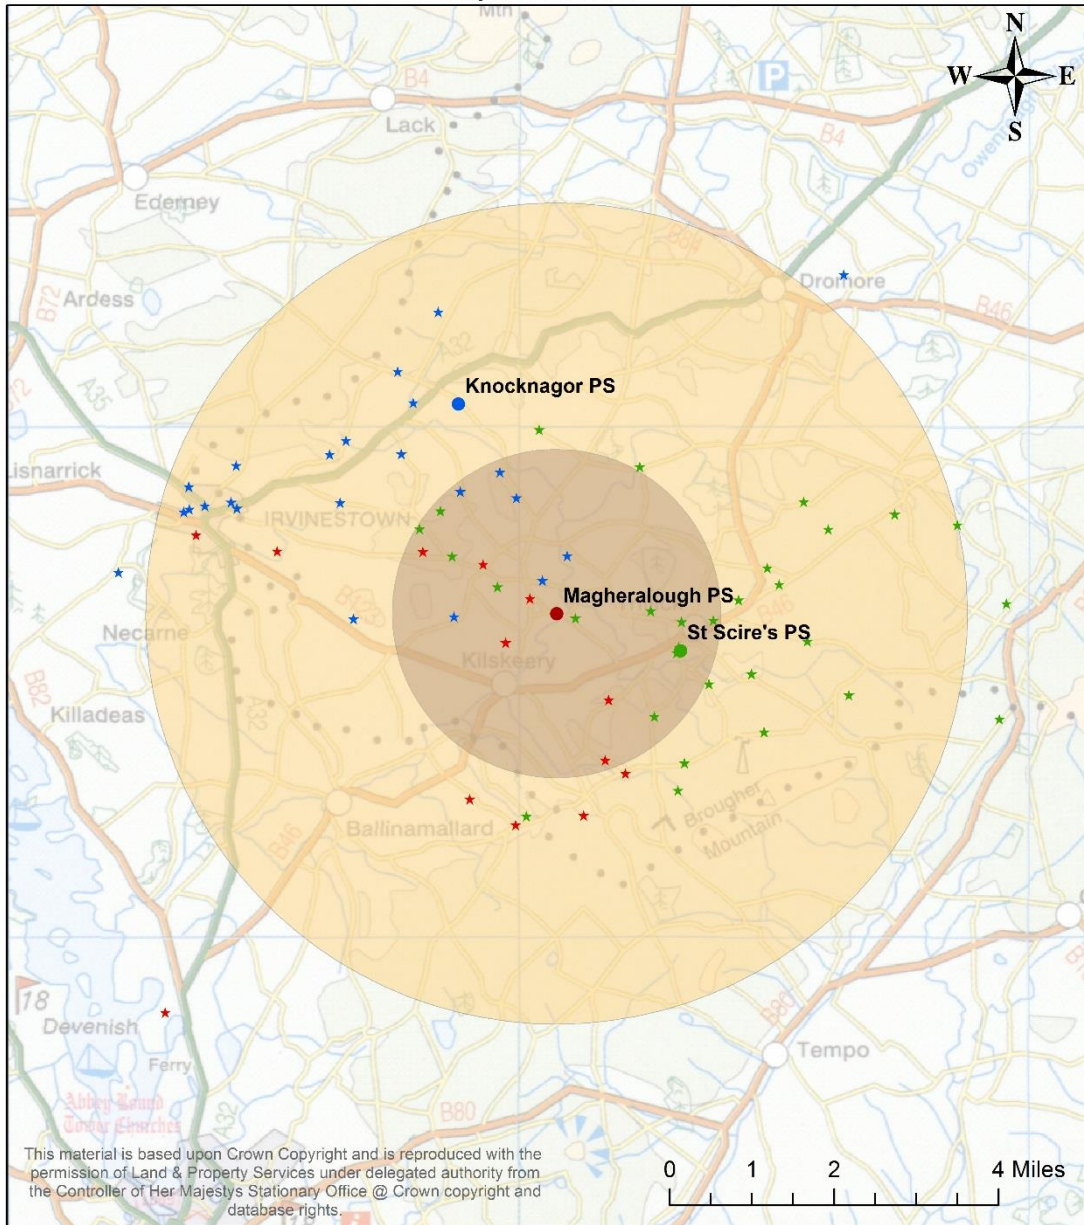 N
W E
S
Mtn
P
B4
Lack
B4
Ederney
B84
Dromore
Ardess
B72
B46
A32
Knocknagor PS
A35
Lisnarrick
IRVINESTOWN
Magheralough PS
B46
St Scire's PS
Necarne
Kilskeery
B82
A32
Killadeas
Ballinamallard
Brougher
Mountain
B46
18
Devenish
B80
Tempo
Ferry
Abbey Round
Tower Churches
A32
B80
This material is based upon Crown Copyright and is reproduced with the
permission of Land & Property Services under delegated authority from
the Controller of Her Majestys Stationary Office @ Crown copyright and
database rights.
0 1 2 4 Miles
18